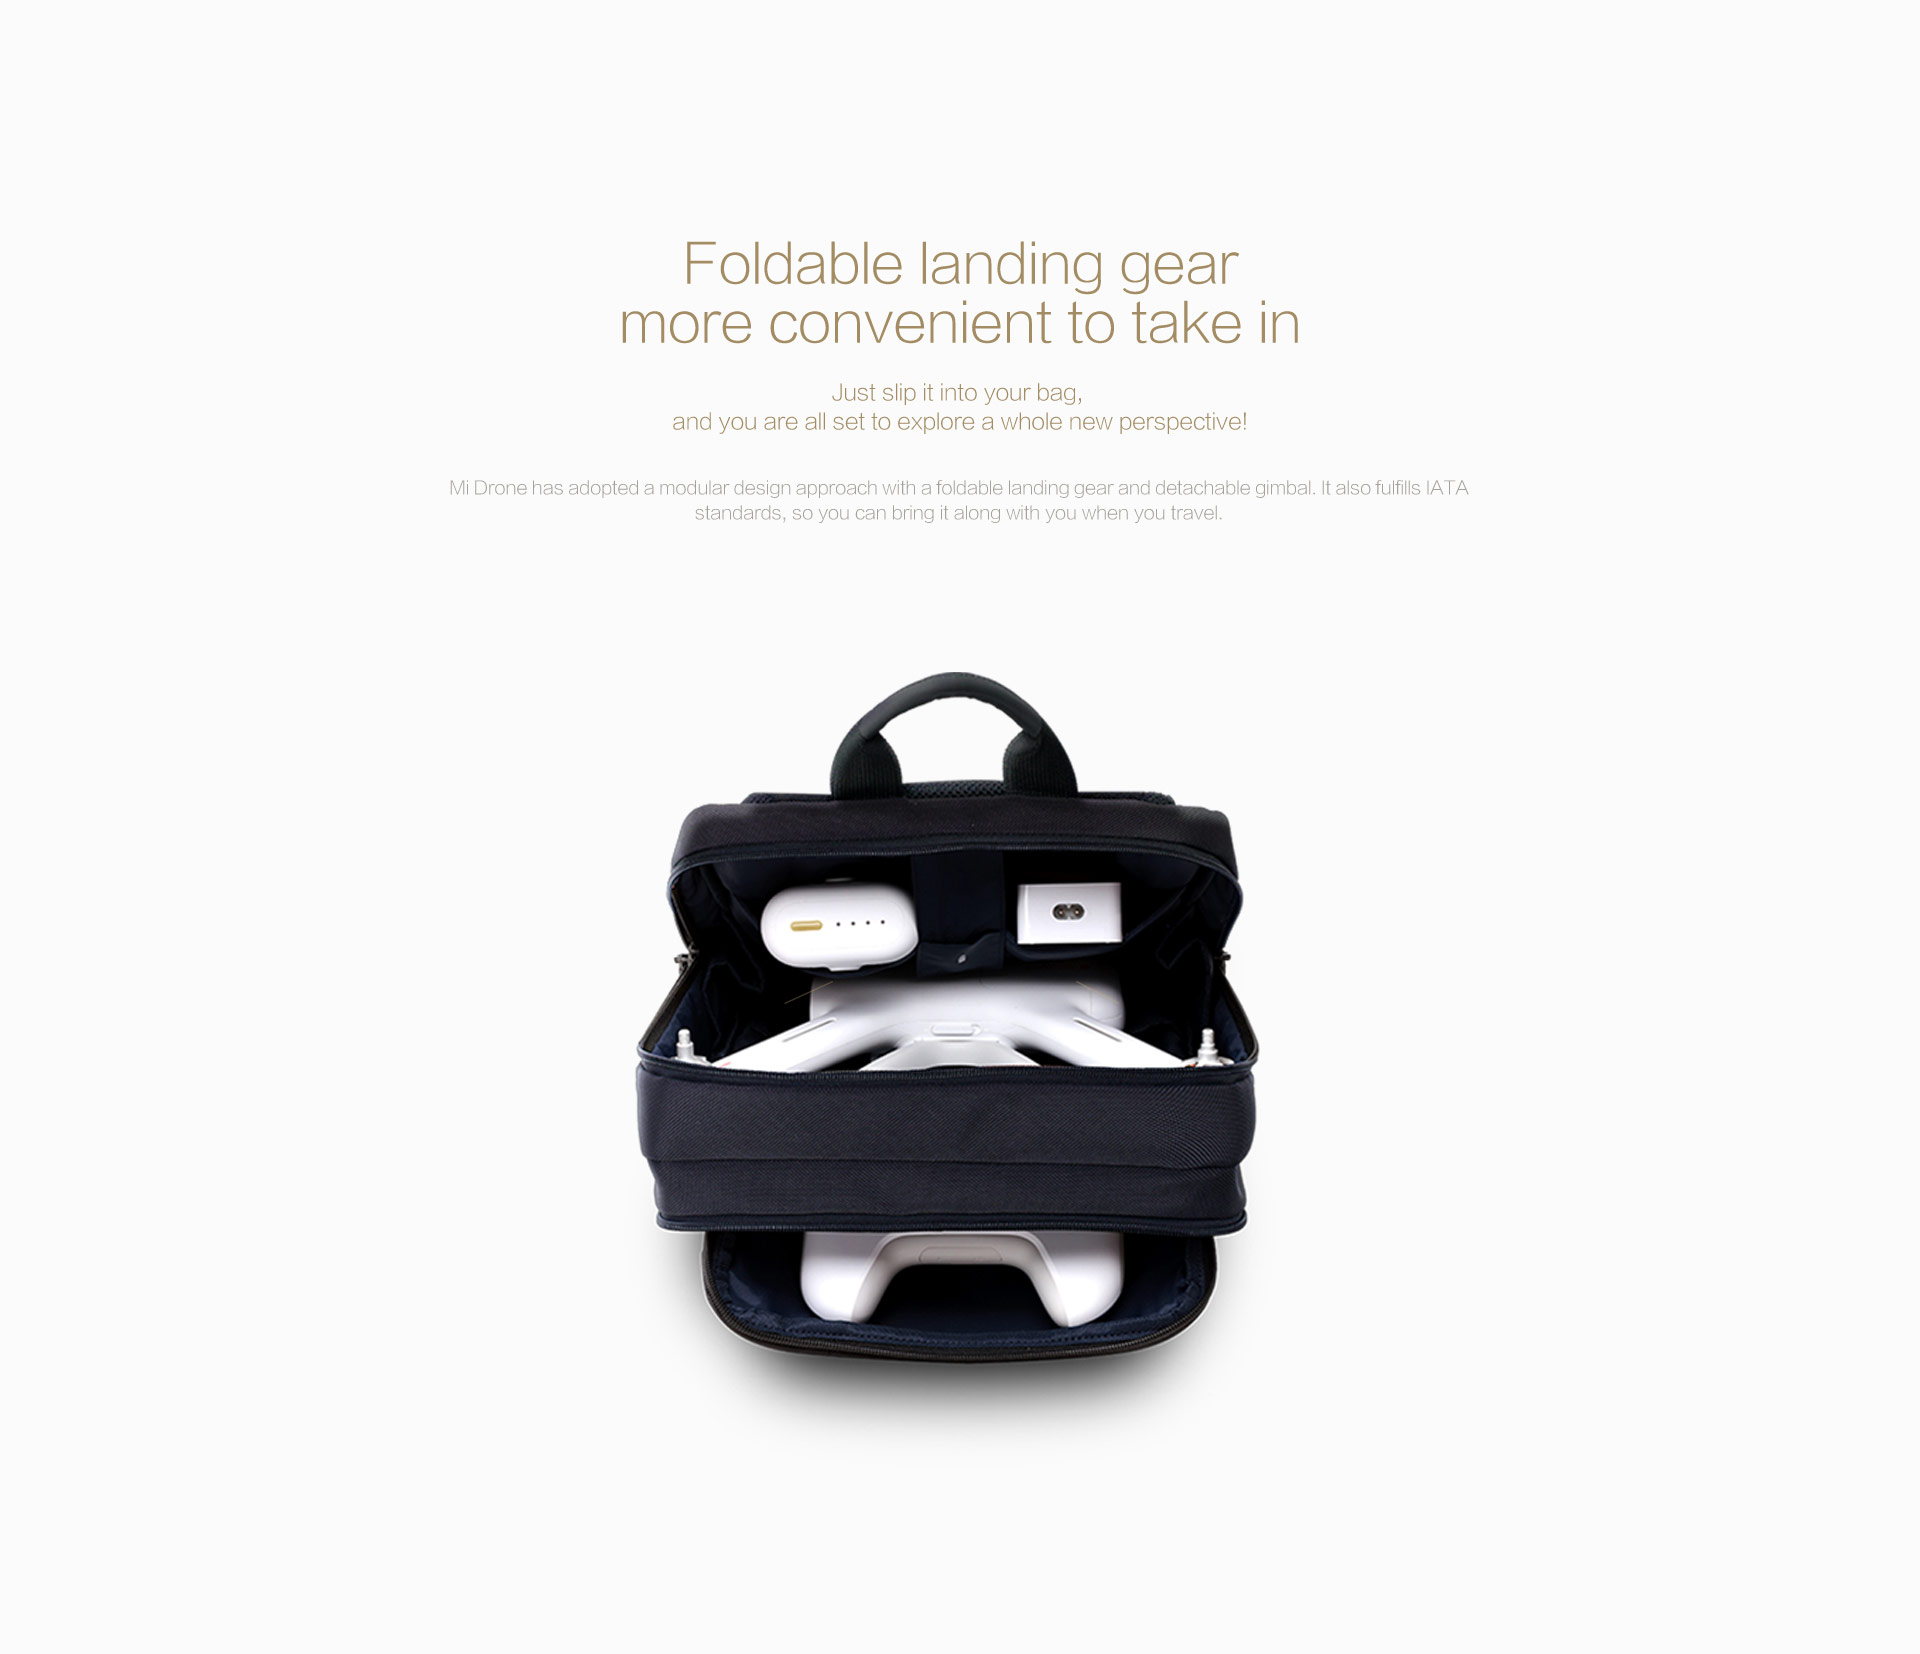 Foldable landing gear
more convenient to take in
Just slip it into your bag,
and you are all set to explore a whole new perspective!
Mi Drone has adopted a modular design approach with a foldable landing gear and detachable gimbal. It also fulfills IATA
standards, so you can bring it along with you when you travel.